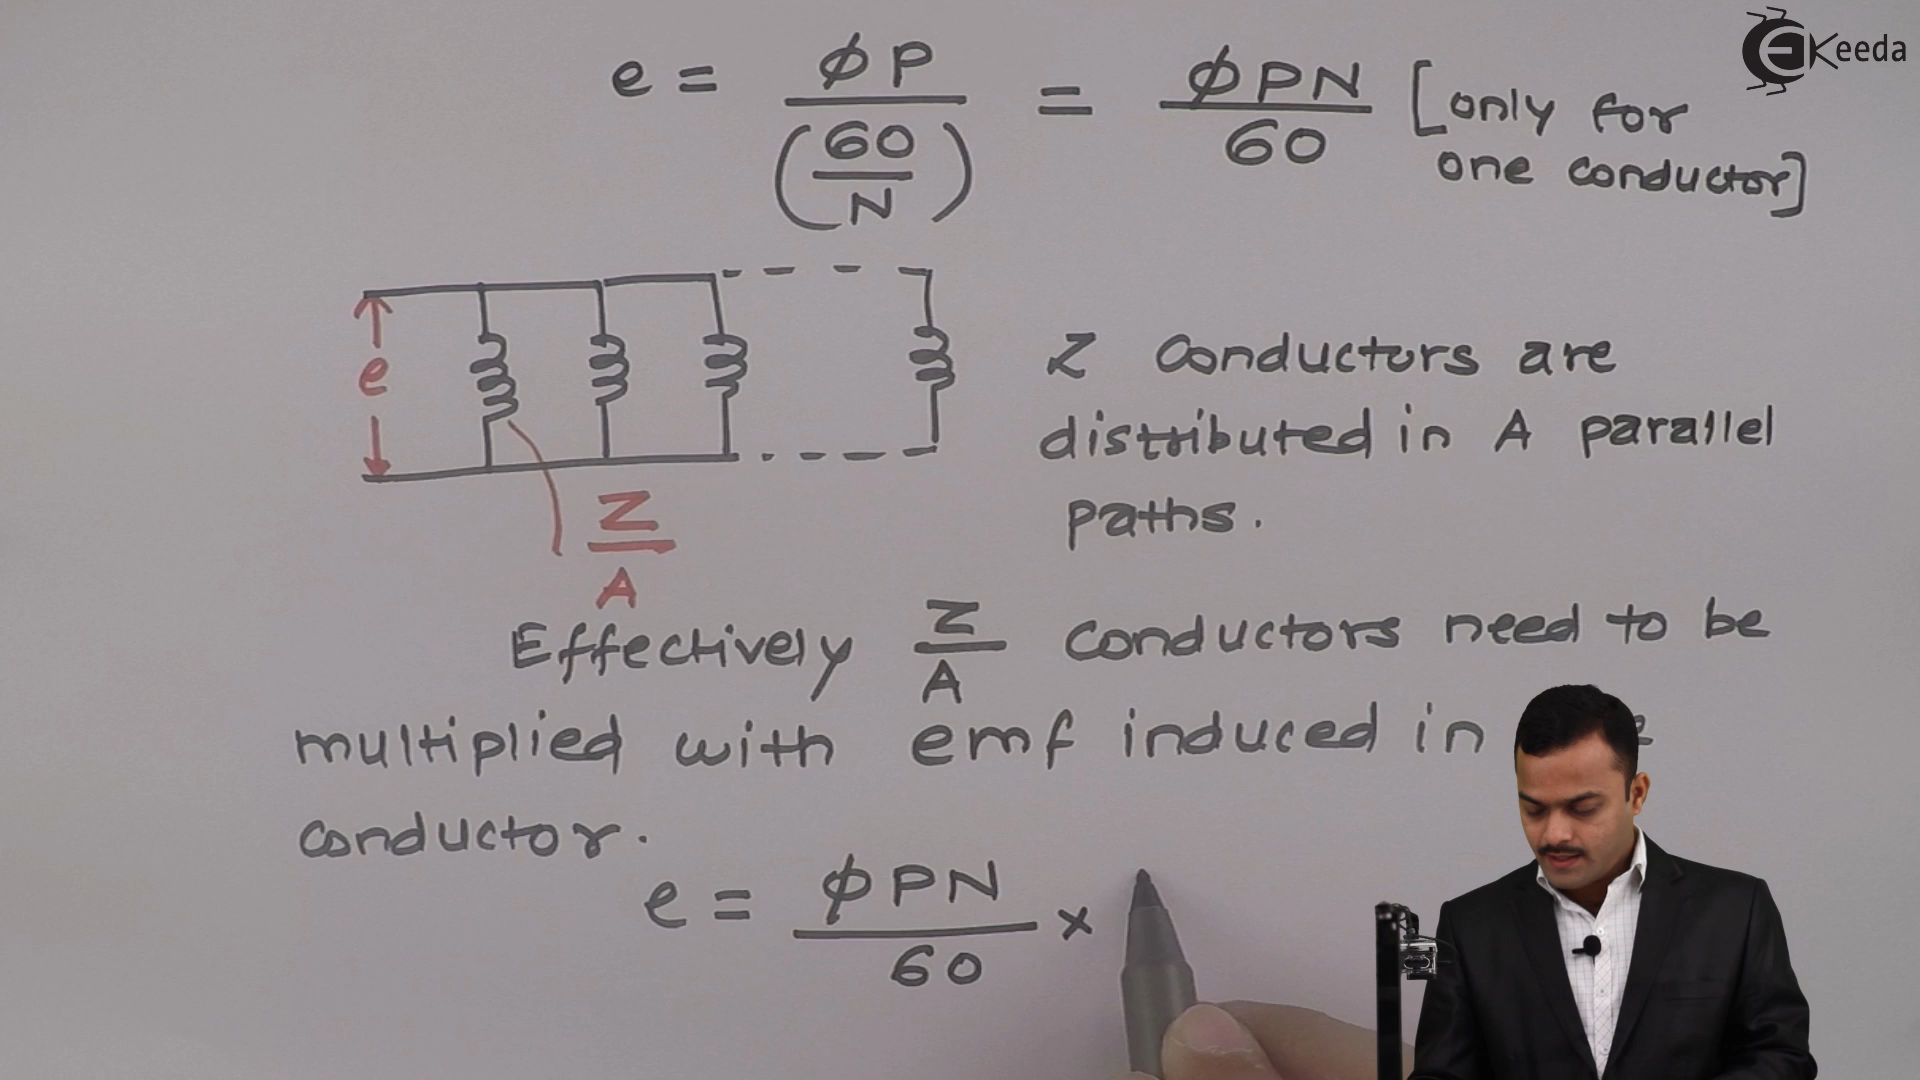 EKeeda
e = ϕP / (60/N) = ϕPN / 60 [only for
one conductor]
e
Z/A
Z conductors are
distributed in A parallel
paths.
Effectively Z/A conductors need to be
multiplied with emf induced in
conductor.
e = ϕPN / 60 ×